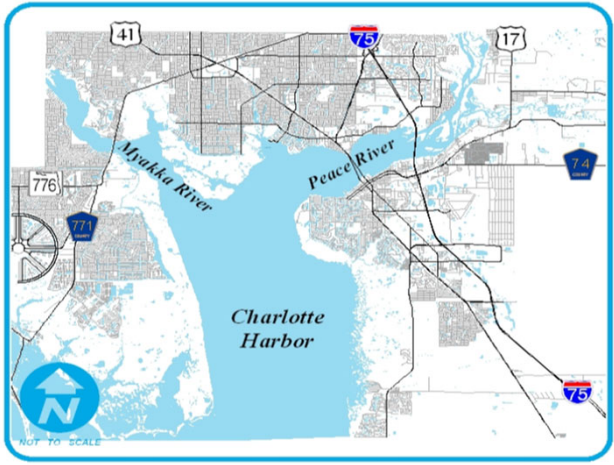 41
75
17
Myakka River
Peace River
776
74
COUNTY
771
COUNTY
Charlotte
Harbor
N
75
NOT TO SCALE